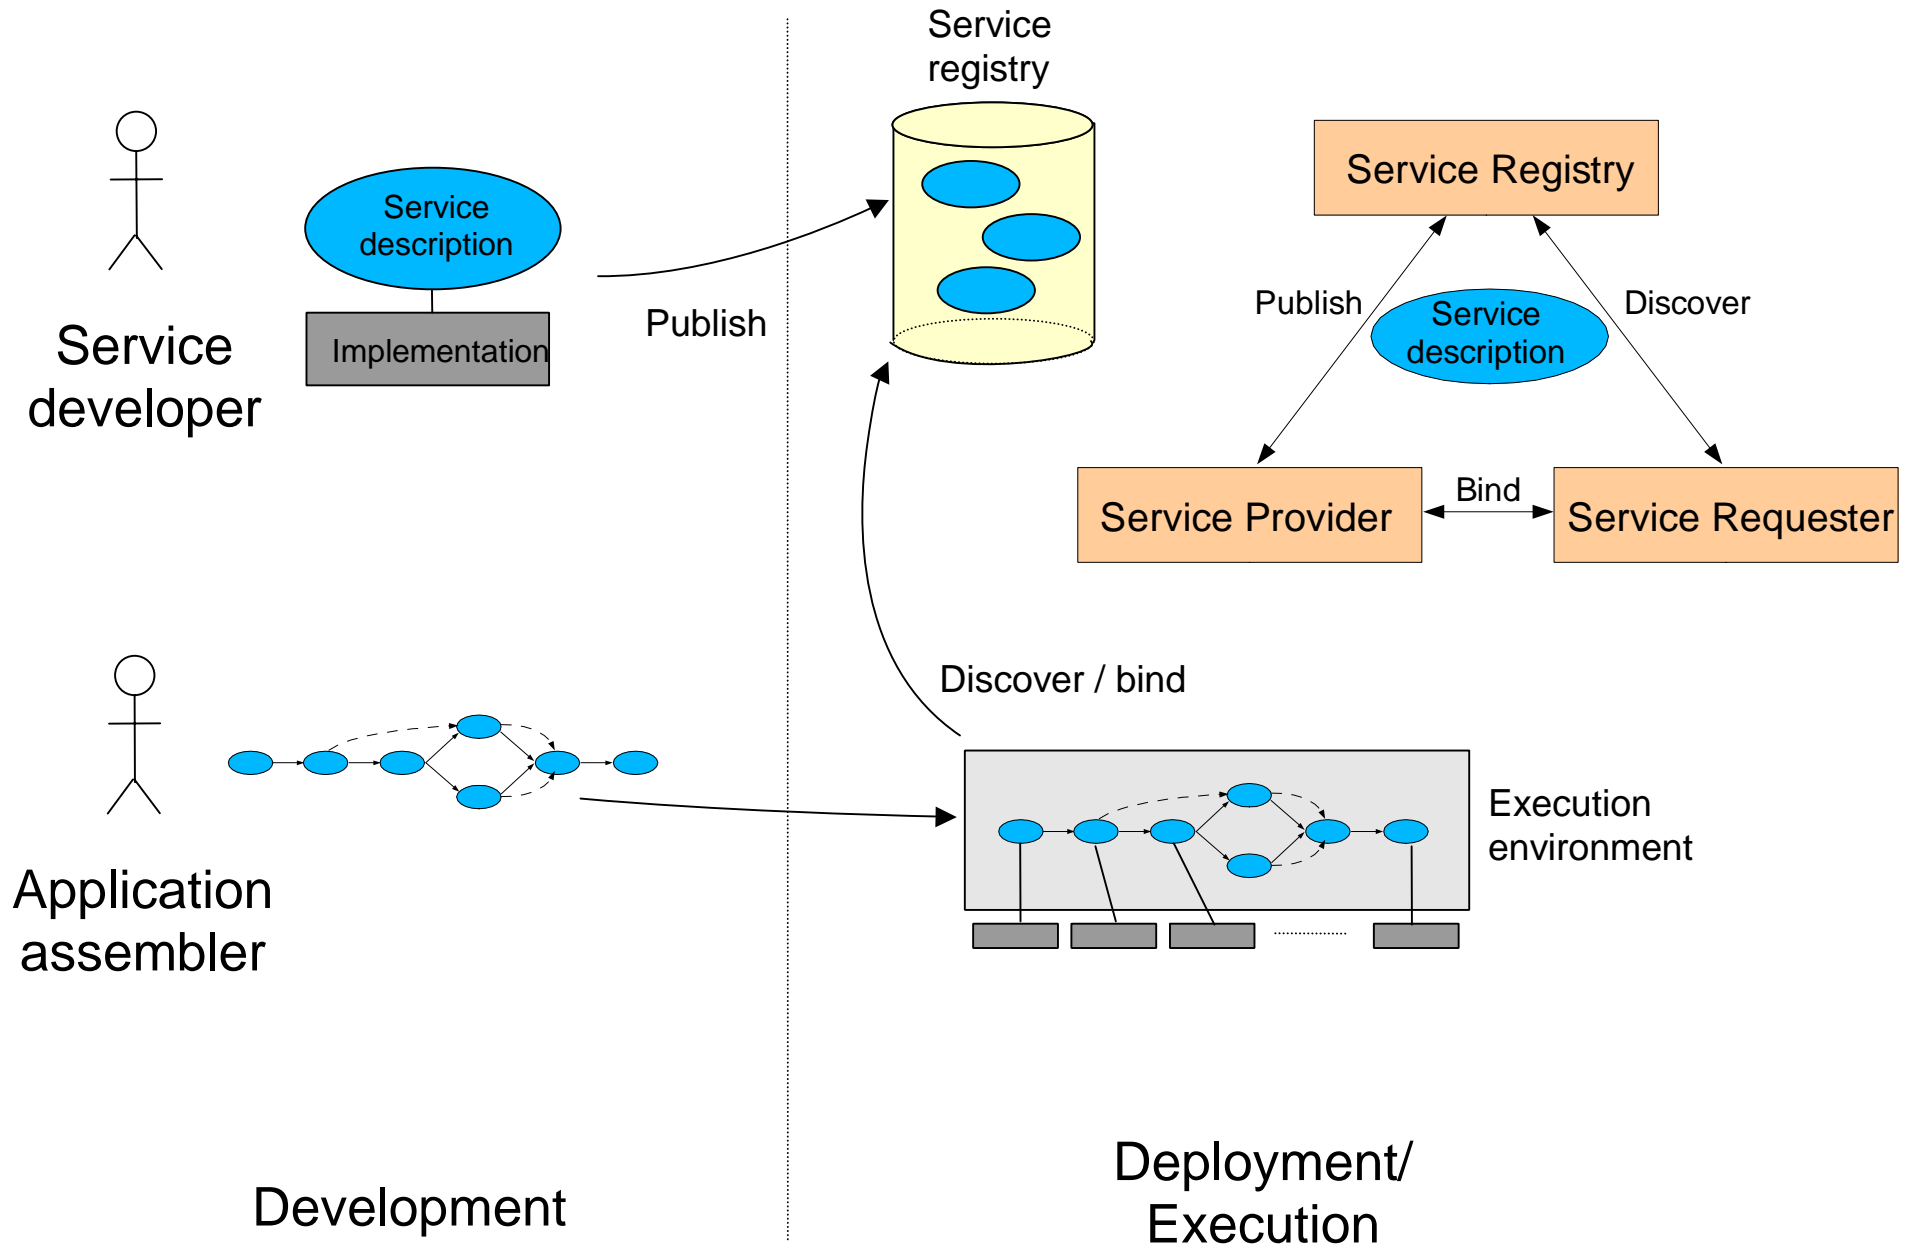 Service
registry
Service Registry
Service
description
Service
developer
Implementation
Publish
Publish
Service
description
Discover
Service Provider
Bind
Service Requester
Discover / bind
Application
assembler
Execution
environment
Development
Deployment/
Execution